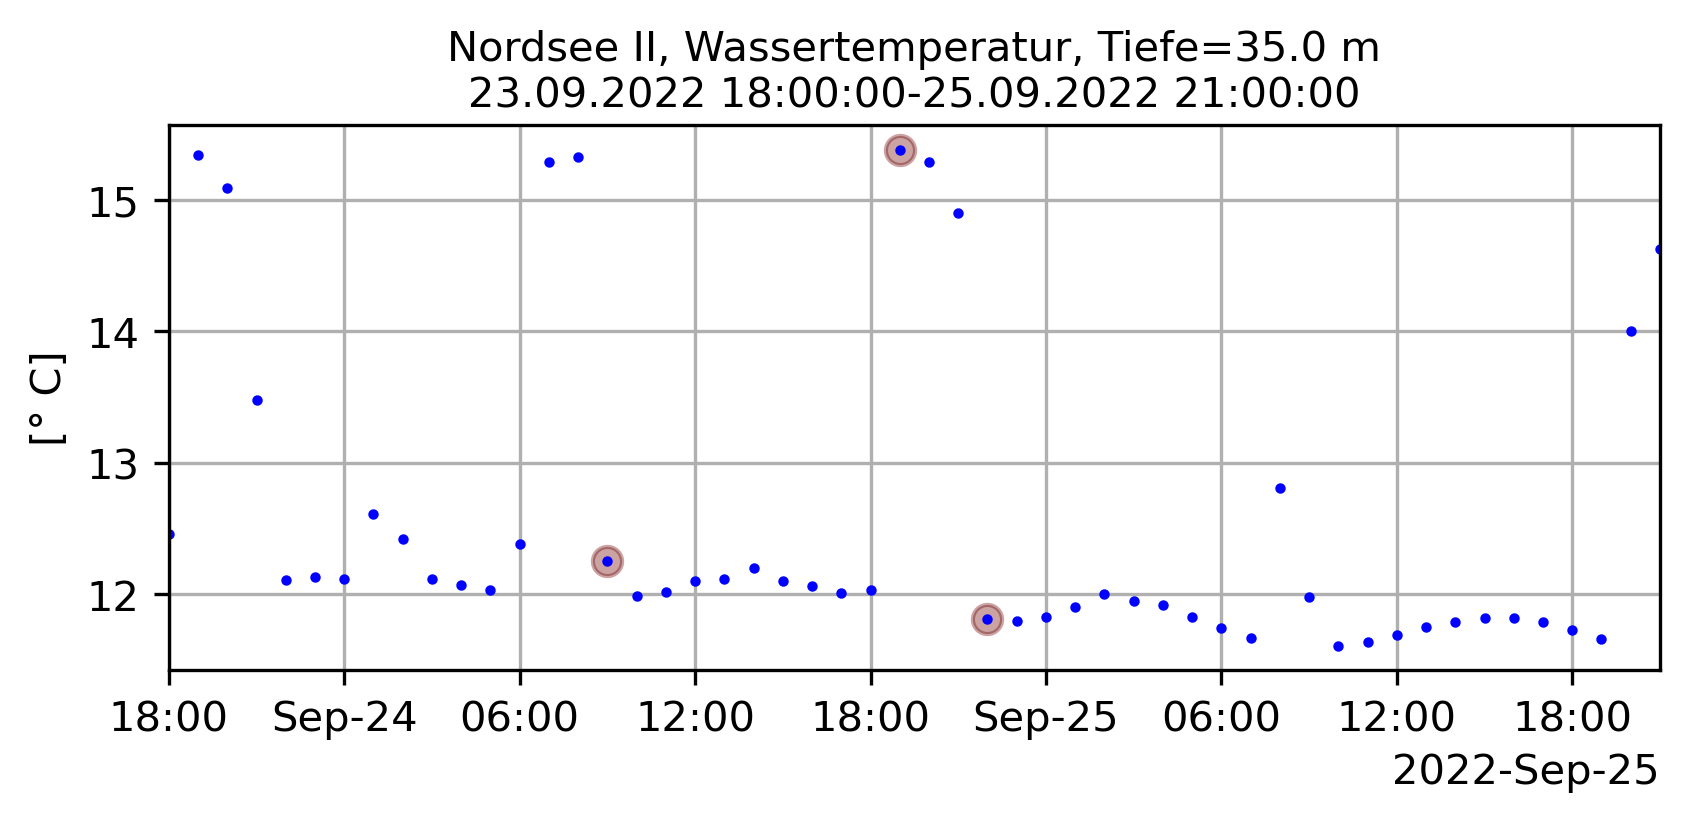 Nordsee II, Wassertemperatur, Tiefe=35.0 m
23.09.2022 18:00:00-25.09.2022 21:00:00
[° C]
15
14
13
12
18:00 Sep-24 06:00 12:00 18:00 Sep-25 06:00 12:00 18:00
2022-Sep-25